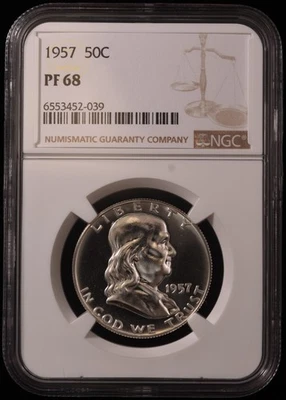 1957 50C
PF 68
6553452-039
NUMISMATIC GUARANTY COMPANY
NGC
LIBERTY
1957
IN GOD WE TRUST